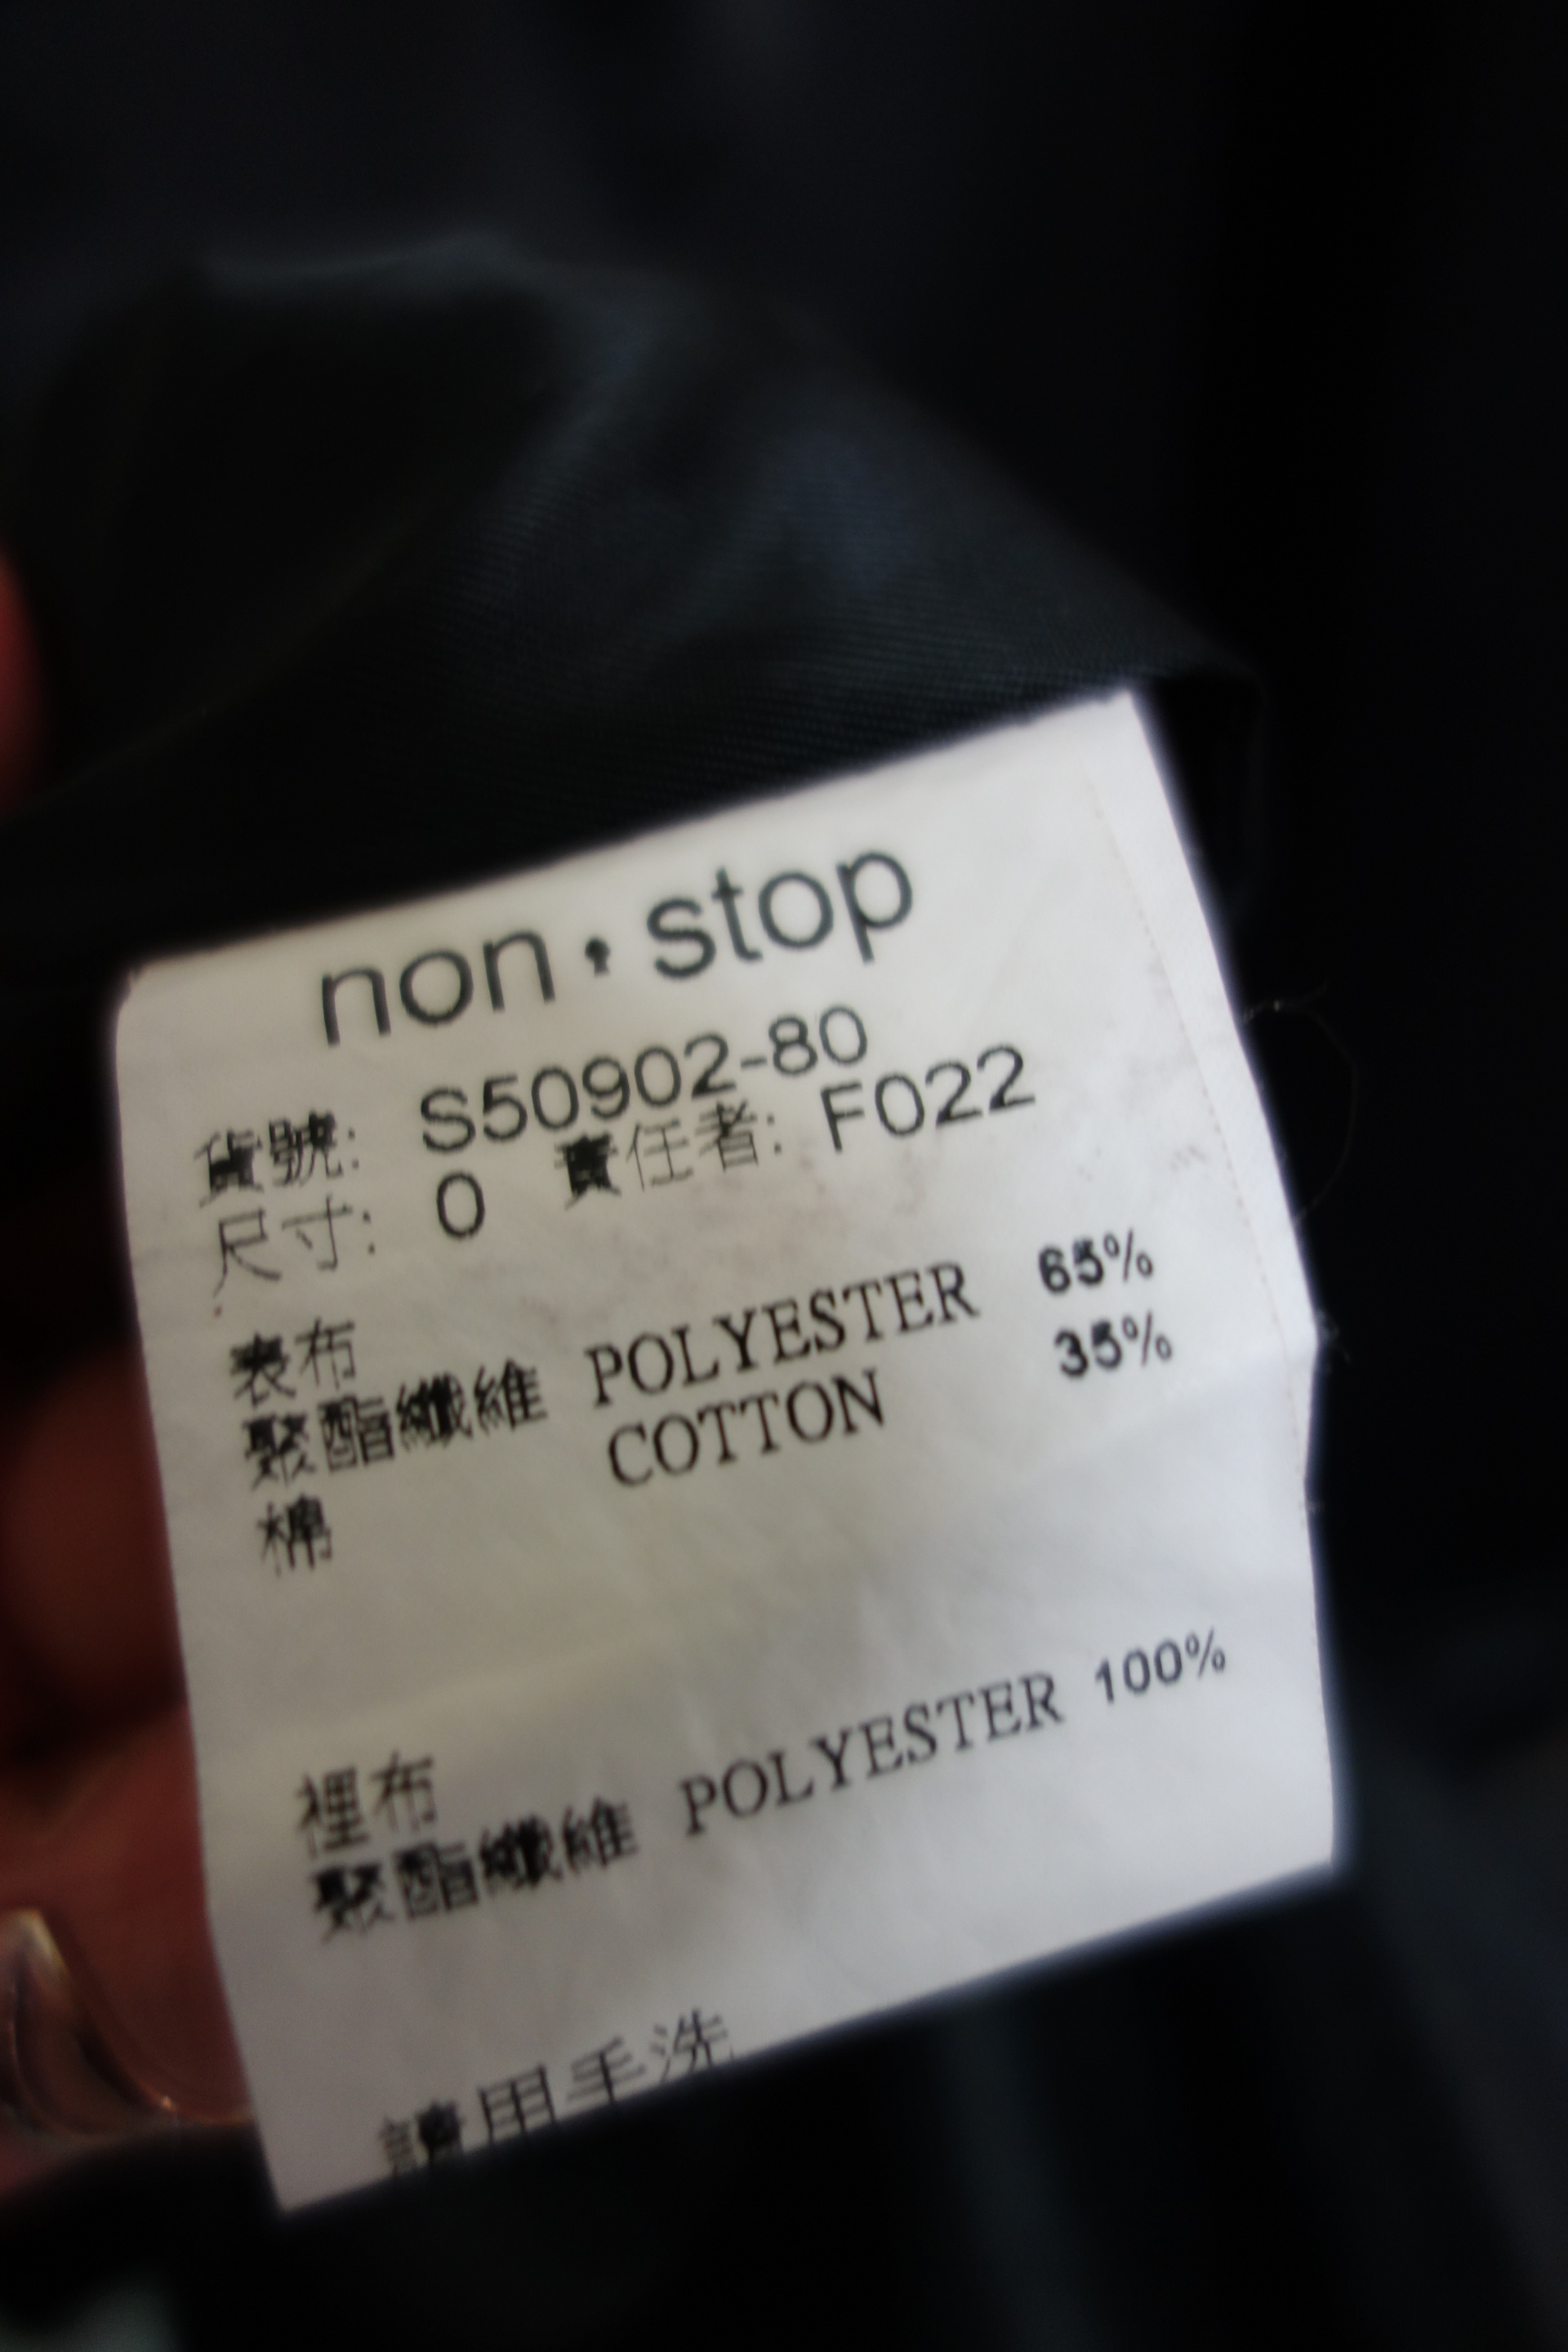 non·stop
貨號: S50902-80
尺寸: 0 責任者: F022
表布
聚酯纖維 POLYESTER 65%
棉 COTTON 35%
裡布
聚酯纖維 POLYESTER 100%
請用手洗